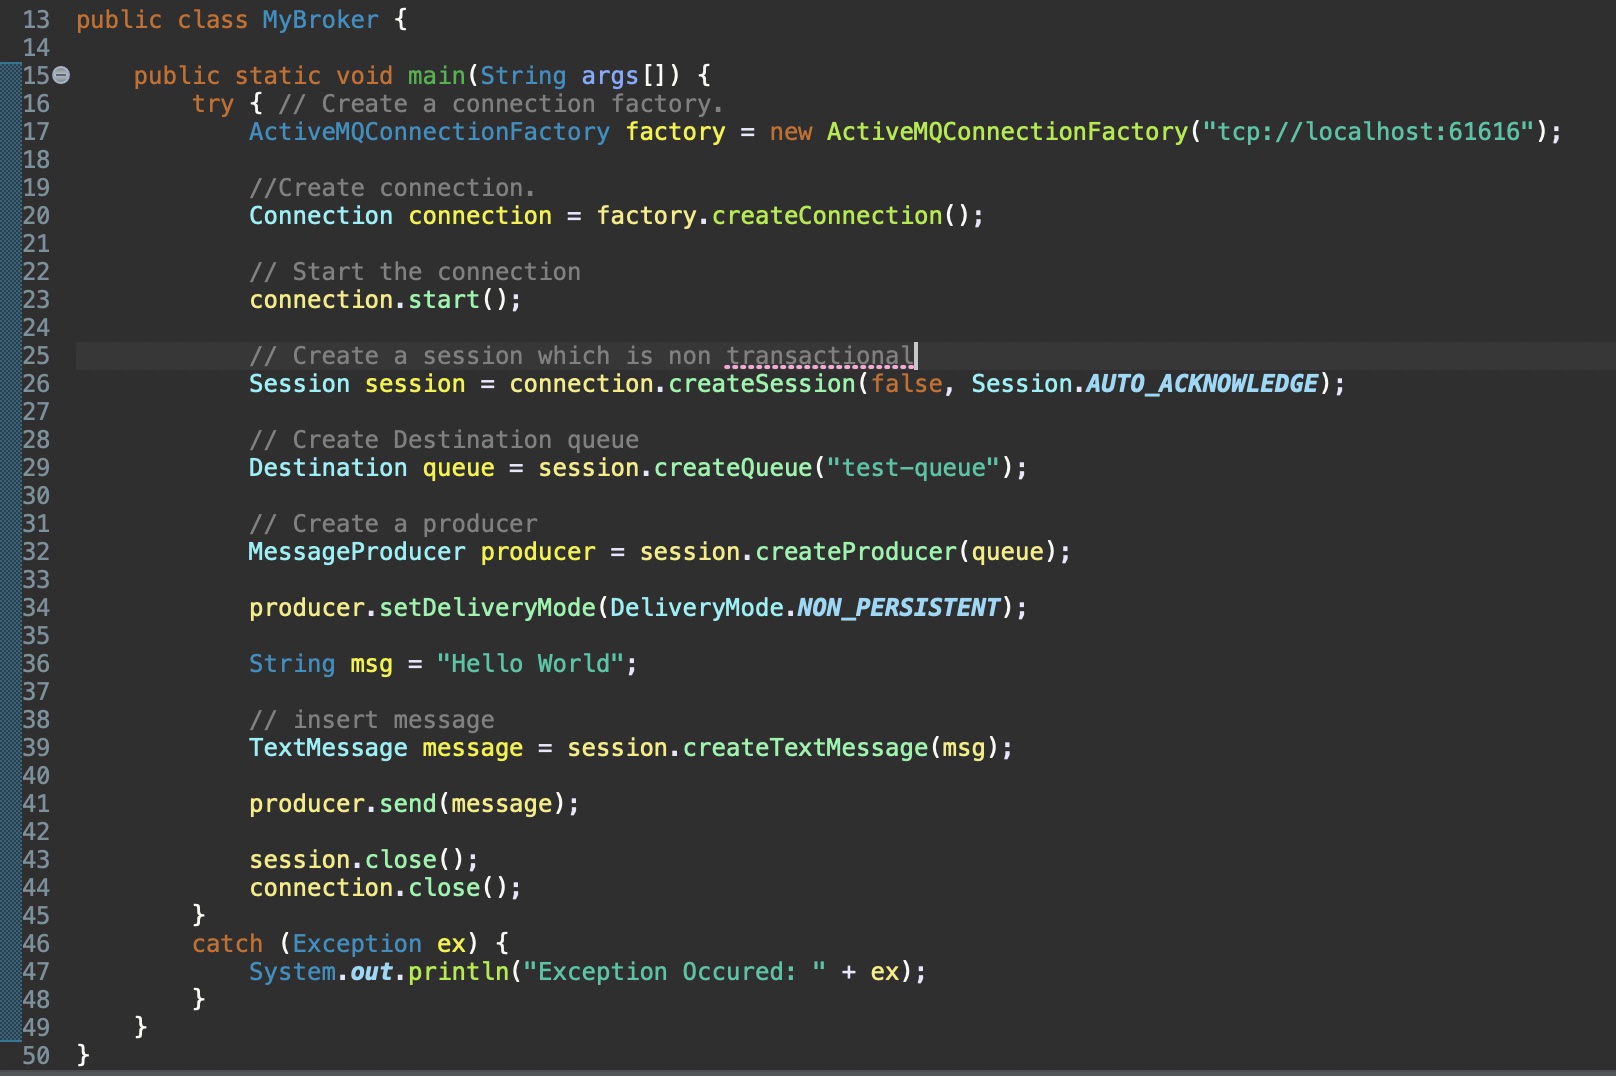 13 public class MyBroker {
14
15 public static void main(String args[]) {
16 try { // Create a connection factory.
17 ActiveMQConnectionFactory factory = new ActiveMQConnectionFactory("tcp://localhost:61616");
18
19 //Create connection.
20 Connection connection = factory.createConnection();
21
22 // Start the connection
23 connection.start();
24
25 // Create a session which is non transactional
26 Session session = connection.createSession(false, Session.AUTO_ACKNOWLEDGE);
27
28 // Create Destination queue
29 Destination queue = session.createQueue("test-queue");
30
31 // Create a producer
32 MessageProducer producer = session.createProducer(queue);
33
34 producer.setDeliveryMode(DeliveryMode.NON_PERSISTENT);
35
36 String msg = "Hello World";
37
38 // insert message
39 TextMessage message = session.createTextMessage(msg);
40
41 producer.send(message);
42
43 session.close();
44 connection.close();
45 }
46 catch (Exception ex) {
47 System.out.println("Exception Occured: " + ex);
48 }
49 }
50 }